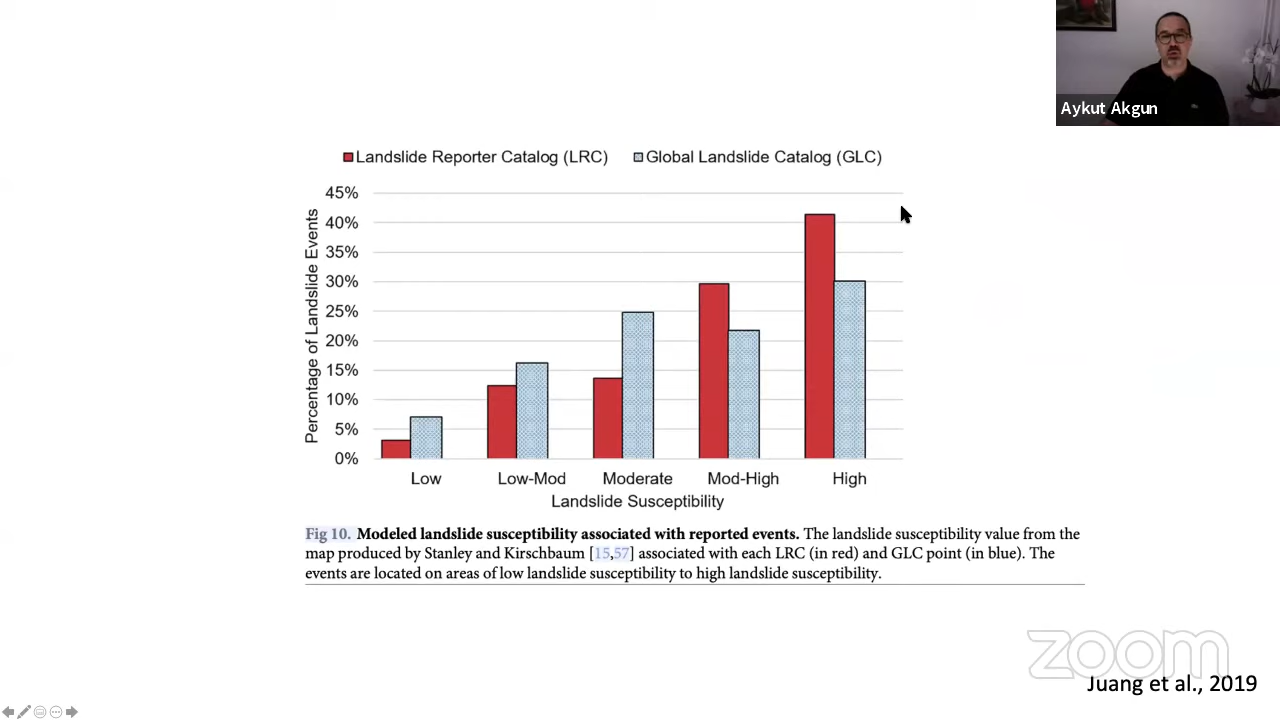 Aykut Akgun
Landslide Reporter Catalog (LRC) Global Landslide Catalog (GLC)
Percentage of Landslide Events
45%
40%
35%
30%
25%
20%
15%
10%
5%
0%
Low Low-Mod Moderate Mod-High High
Landslide Susceptibility
Fig 10. Modeled landslide susceptibility associated with reported events. The landslide susceptibility value from the
map produced by Stanley and Kirschbaum [15,57] associated with each LRC (in red) and GLC point (in blue). The
events are located on areas of low landslide susceptibility to high landslide susceptibility.
zoom
Juang et al., 2019